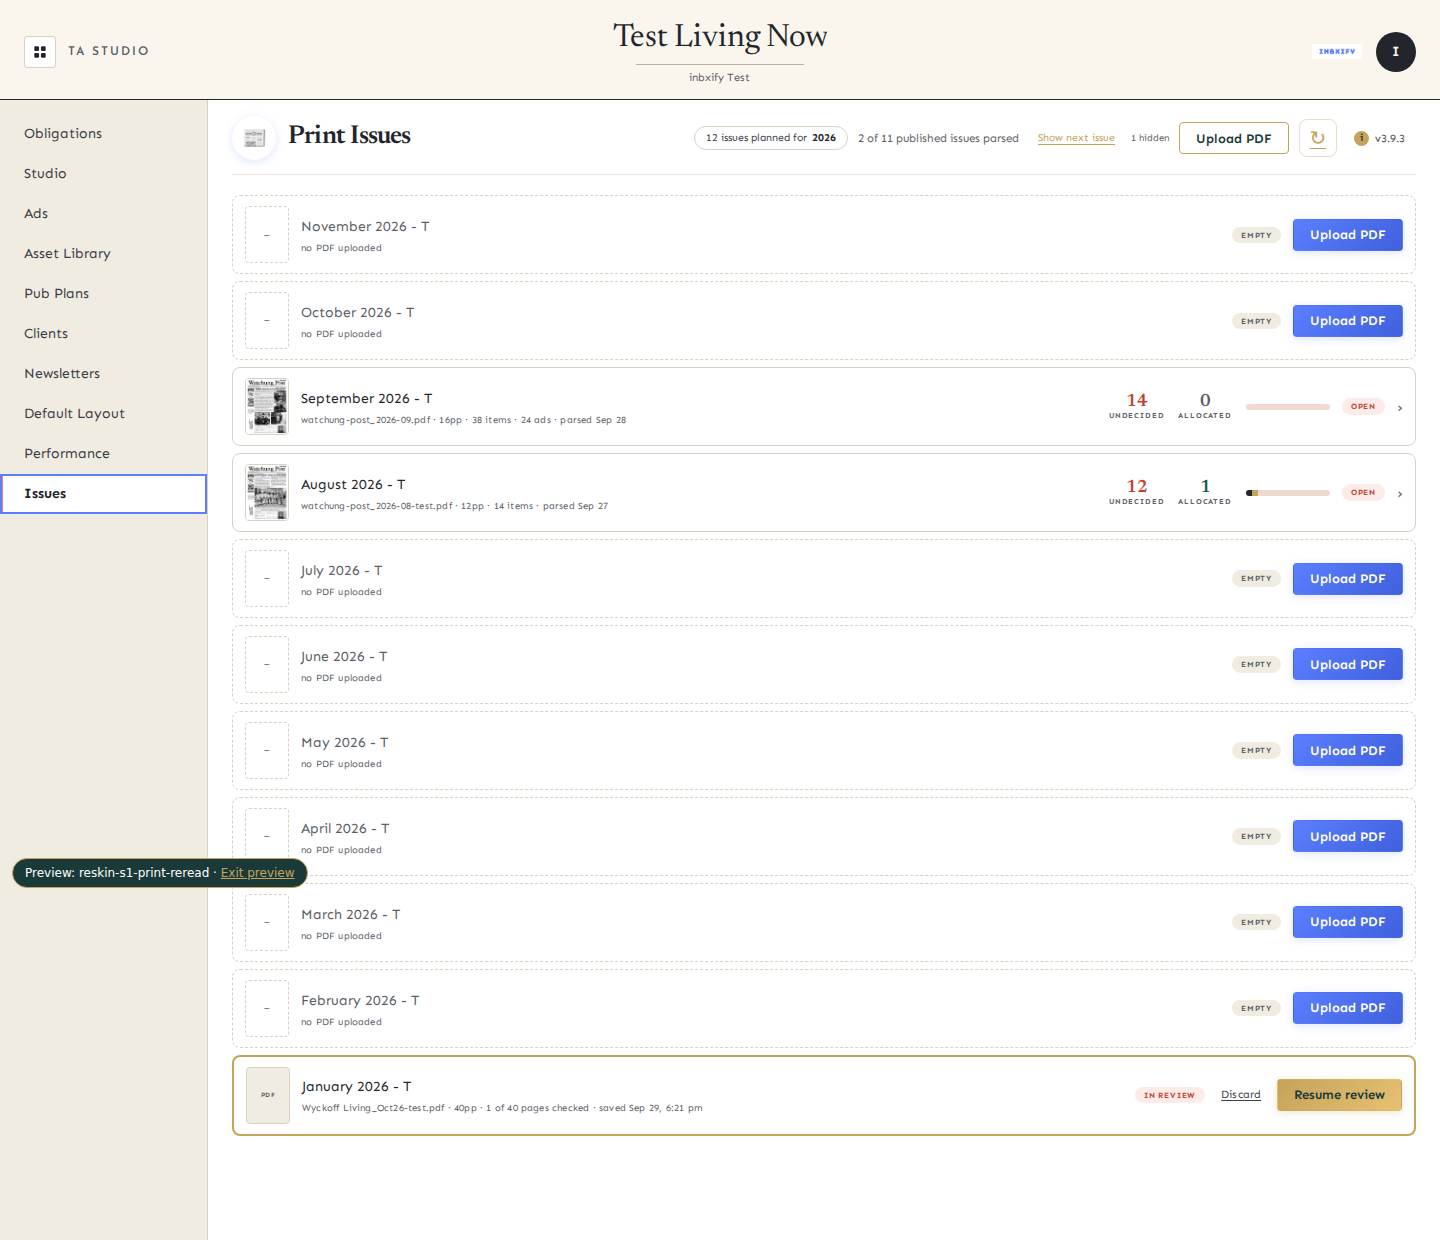 TA STUDIO
Test Living Now
inbxify Test
INBXIFY
I
Obligations
Studio
Ads
Asset Library
Pub Plans
Clients
Newsletters
Default Layout
Performance
Issues
Print Issues
12 issues planned for 2026
2 of 11 published issues parsed
Show next issue
1 hidden
Upload PDF
↻
i v3.9.3
–
November 2026 - T
no PDF uploaded
EMPTY
Upload PDF
–
October 2026 - T
no PDF uploaded
EMPTY
Upload PDF
Watchung Post
September 2026 - T
watchung-post_2026-09.pdf · 16pp · 38 items · 24 ads · parsed Sep 28
14 UNDECIDED
0 ALLOCATED
OPEN
›
Watchung Post
August 2026 - T
watchung-post_2026-08-test.pdf · 12pp · 14 items · parsed Sep 27
12 UNDECIDED
1 ALLOCATED
OPEN
›
–
July 2026 - T
no PDF uploaded
EMPTY
Upload PDF
–
June 2026 - T
no PDF uploaded
EMPTY
Upload PDF
–
May 2026 - T
no PDF uploaded
EMPTY
Upload PDF
–
April 2026 - T
no PDF uploaded
EMPTY
Upload PDF
Preview: reskin-s1-print-reread · Exit preview
–
March 2026 - T
no PDF uploaded
EMPTY
Upload PDF
–
February 2026 - T
no PDF uploaded
EMPTY
Upload PDF
PDF
January 2026 - T
Wyckoff Living_Oct26-test.pdf · 40pp · 1 of 40 pages checked · saved Sep 29, 6:21 pm
IN REVIEW
Discard
Resume review